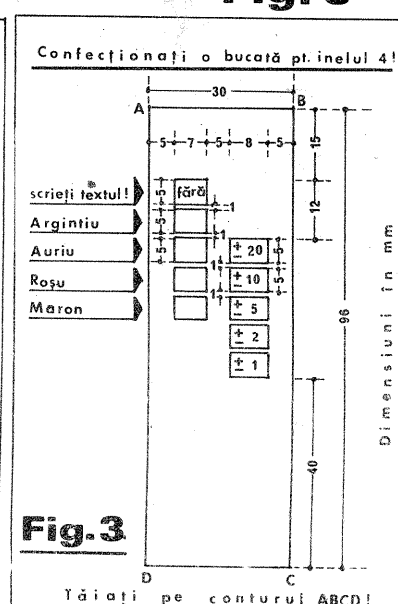 Confecționați o bucată pt. inelul 4!
30
A B
5 7 5 8 5
15
scrieți textul! 5 fără 12
1
Argintiu 5
1
Auriu 5 ± 20 5
1
Roșu ± 10 5
1
Maron ± 5
± 2
± 1
96
Dimensiuni în mm
40
Fig.3
D C
Tăiați pe conturul ABCD!